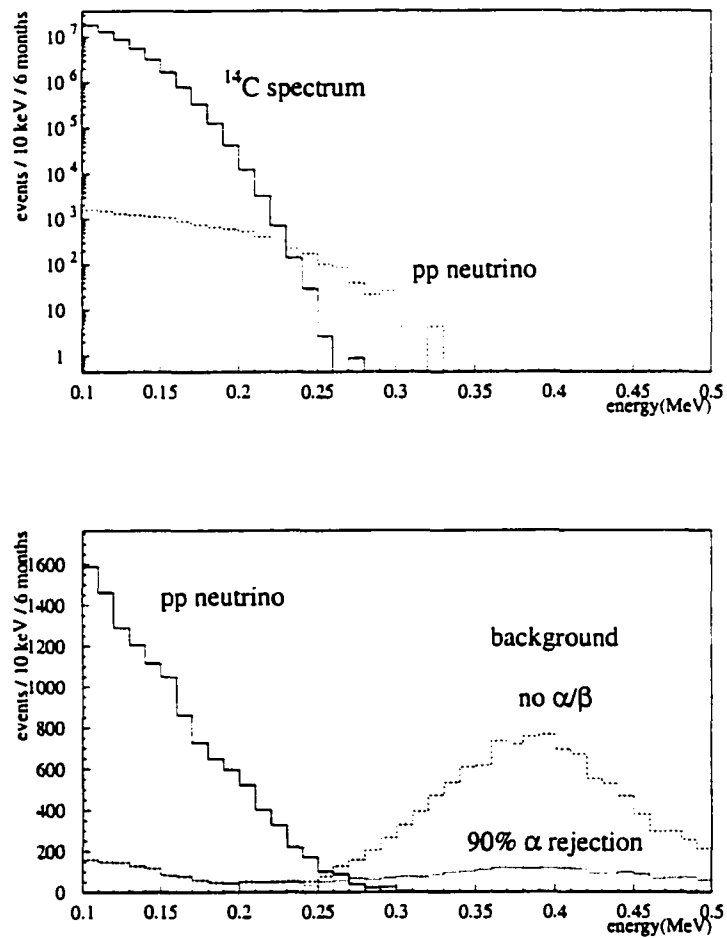 events / 10 keV / 6 months
10^7
10^6
10^5
10^4
10^3
10^2
10
1
^14C spectrum
pp neutrino
0.1 0.15 0.2 0.25 0.3 0.35 0.4 0.45 0.5
energy(MeV)
events / 10 keV / 6 months
1600
1400
1200
1000
800
600
400
200
0
pp neutrino
background
no α/β
90% α rejection
0.1 0.15 0.2 0.25 0.3 0.35 0.4 0.45 0.5
energy(MeV)